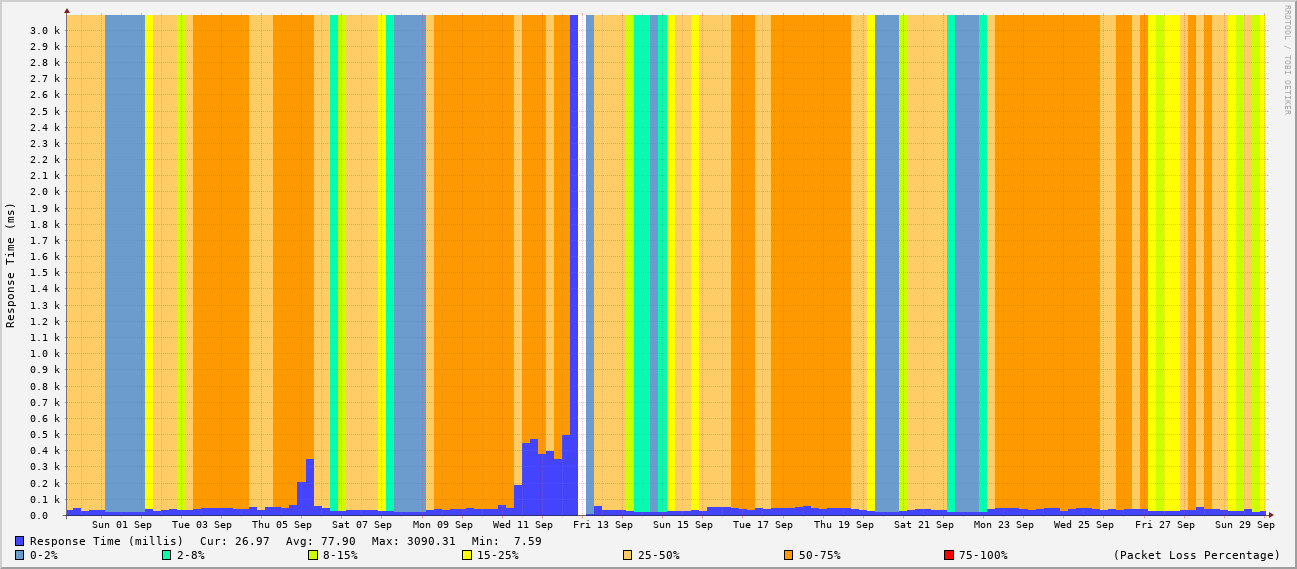 RRDTOOL / TOBI OETIKER
Response Time (ms)
3.0 k
2.9 k
2.8 k
2.7 k
2.6 k
2.5 k
2.4 k
2.3 k
2.2 k
2.1 k
2.0 k
1.9 k
1.8 k
1.7 k
1.6 k
1.5 k
1.4 k
1.3 k
1.2 k
1.1 k
1.0 k
0.9 k
0.8 k
0.7 k
0.6 k
0.5 k
0.4 k
0.3 k
0.2 k
0.1 k
0.0
Sun 01 Sep Tue 03 Sep Thu 05 Sep Sat 07 Sep Mon 09 Sep Wed 11 Sep Fri 13 Sep Sun 15 Sep Tue 17 Sep Thu 19 Sep Sat 21 Sep Mon 23 Sep Wed 25 Sep Fri 27 Sep Sun 29 Sep
Response Time (millis) Cur: 26.97 Avg: 77.90 Max: 3090.31 Min: 7.59
0-2% 2-8% 8-15% 15-25% 25-50% 50-75% 75-100% (Packet Loss Percentage)